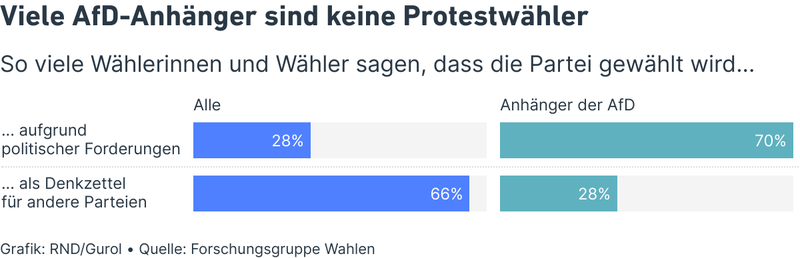 Viele AfD-Anhänger sind keine Protestwähler
So viele Wählerinnen und Wähler sagen, dass die Partei gewählt wird...
Alle
Anhänger der AfD
... aufgrund
politischer Forderungen
28%
70%
... als Denkzettel
für andere Parteien
66%
28%
Grafik: RND/Gurol • Quelle: Forschungsgruppe Wahlen